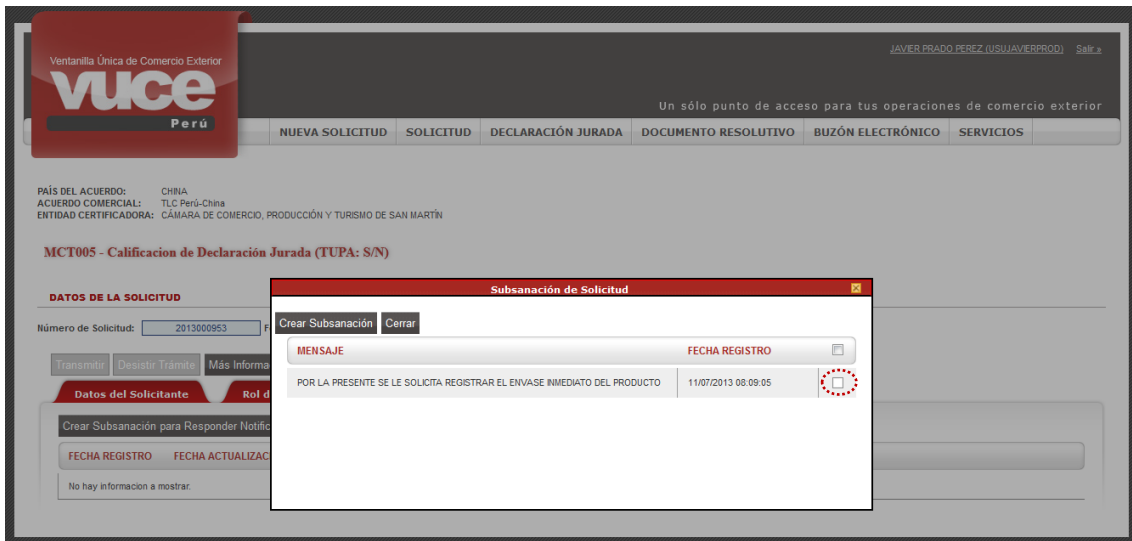 Ventanilla Única de Comercio Exterior
vuce
Perú
JAVIER PRADO PEREZ (USUJAVIERPROD) Salir »
Un sólo punto de acceso para tus operaciones de comercio exterior
NUEVA SOLICITUD SOLICITUD DECLARACIÓN JURADA DOCUMENTO RESOLUTIVO BUZÓN ELECTRÓNICO SERVICIOS
PAÍS DEL ACUERDO: CHINA
ACUERDO COMERCIAL: TLC Perú-China
ENTIDAD CERTIFICADORA: CÁMARA DE COMERCIO, PRODUCCIÓN Y TURISMO DE SAN MARTÍN
MCT005 - Calificacion de Declaración Jurada (TUPA: S/N)
DATOS DE LA SOLICITUD
Número de Solicitud: 2013000953 F
Transmitir Desistir Trámite Más Informa
Datos del Solicitante Rol d
Crear Subsanación para Responder Notific
FECHA REGISTRO FECHA ACTUALIZAC
No hay informacion a mostrar.
Subsanación de Solicitud
Crear Subsanación Cerrar
MENSAJE FECHA REGISTRO
POR LA PRESENTE SE LE SOLICITA REGISTRAR EL ENVASE INMEDIATO DEL PRODUCTO 11/07/2013 08:09:05